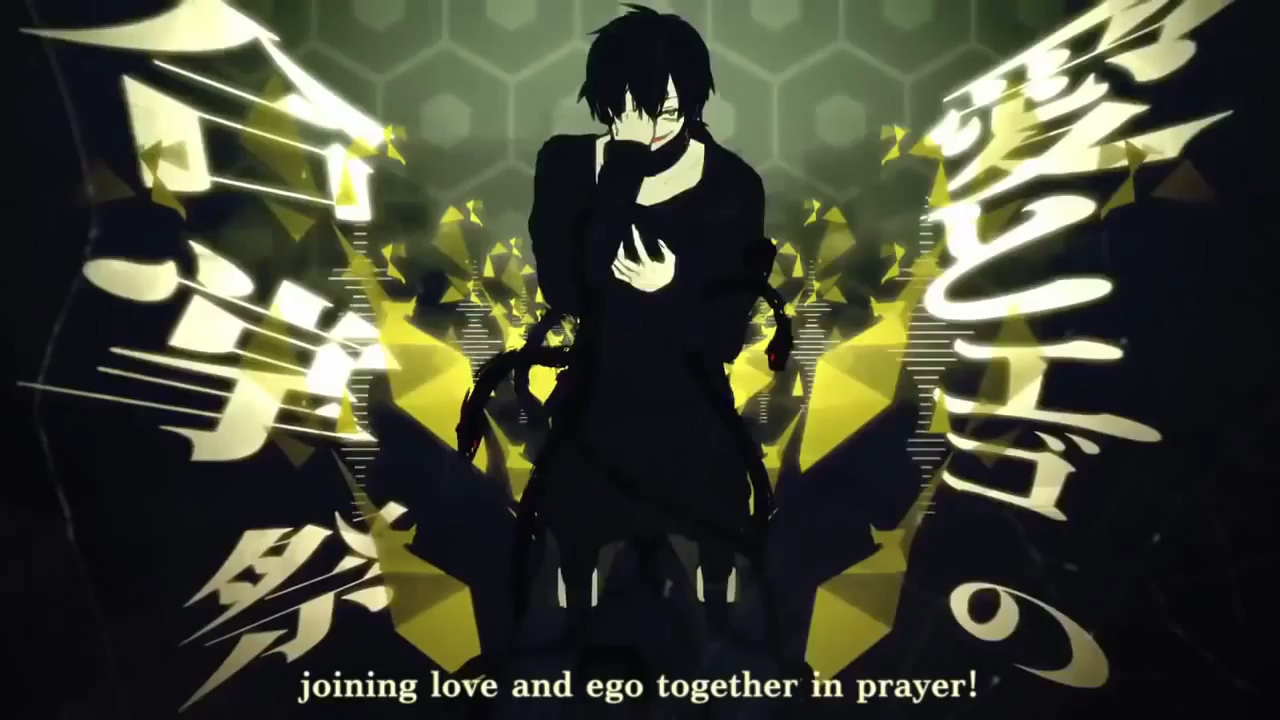 愛とエゴの
合掌祭
joining love and ego together in prayer!